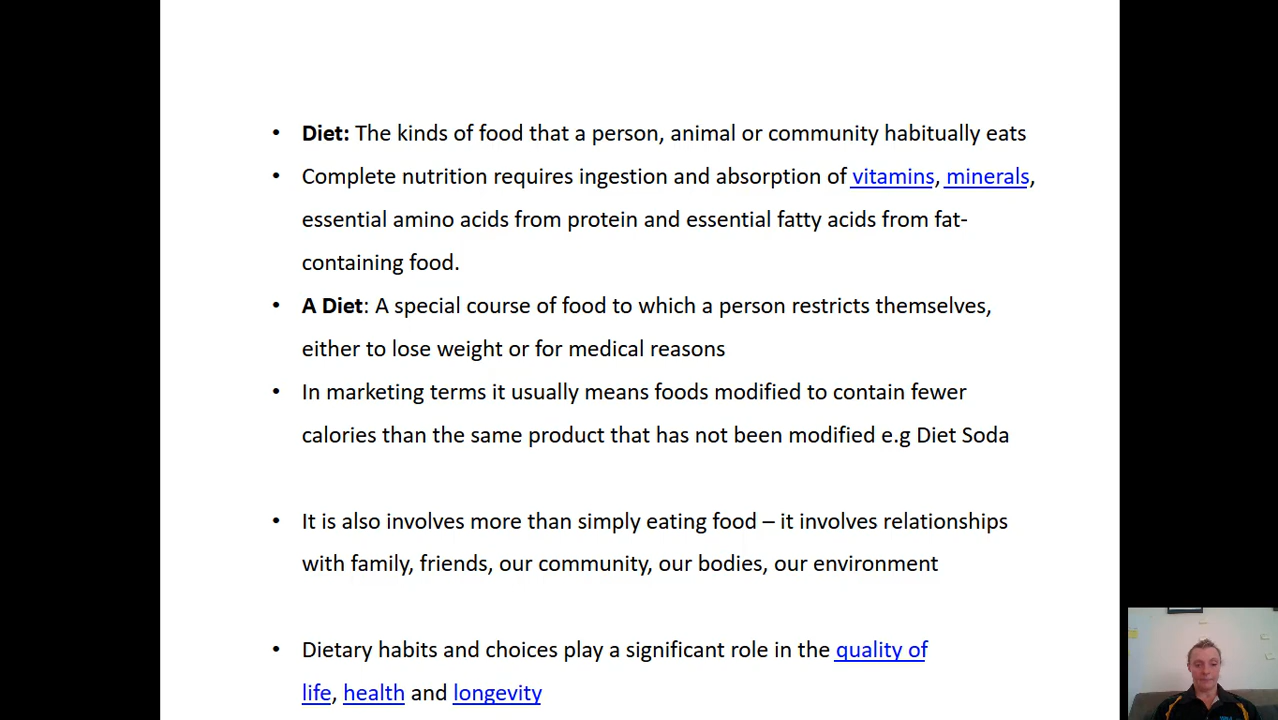 • Diet: The kinds of food that a person, animal or community habitually eats
• Complete nutrition requires ingestion and absorption of vitamins, minerals,
essential amino acids from protein and essential fatty acids from fat-
containing food.
• A Diet: A special course of food to which a person restricts themselves,
either to lose weight or for medical reasons
• In marketing terms it usually means foods modified to contain fewer
calories than the same product that has not been modified e.g Diet Soda
• It is also involves more than simply eating food – it involves relationships
with family, friends, our community, our bodies, our environment
• Dietary habits and choices play a significant role in the quality of
life, health and longevity